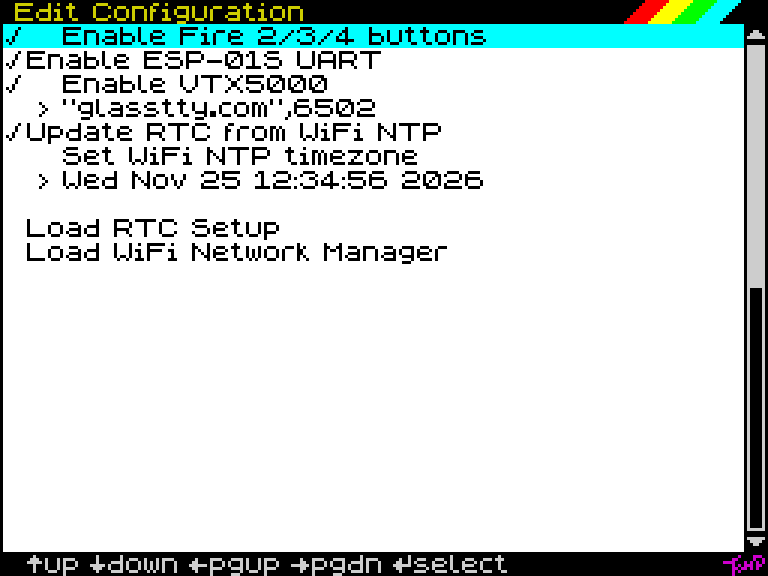 Edit Configuration
✓ Enable Fire 2/3/4 buttons
✓Enable ESP-01S UART
✓ Enable VTX5000
> "glasstty.com",6502
✓Update RTC from WiFi NTP
Set WiFi NTP timezone
> Wed Nov 25 12:34:56 2026
Load RTC Setup
Load WiFi Network Manager
↑up ↓down ←pgup →pgdn ↵select